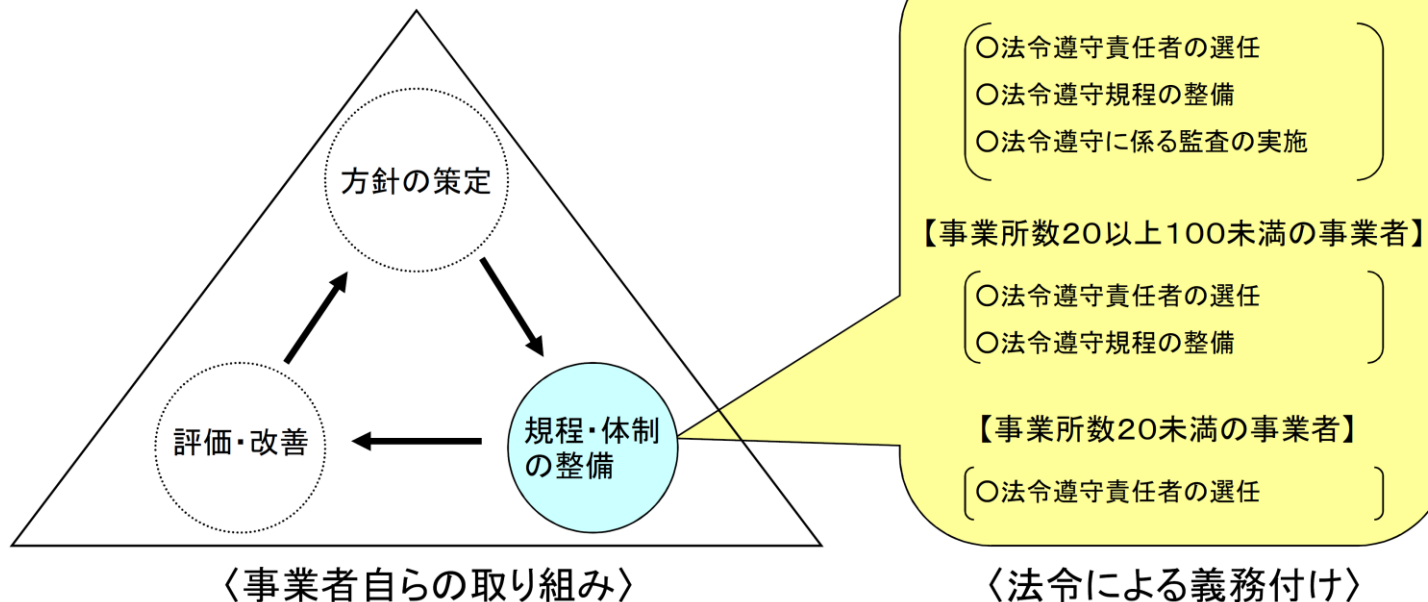 方針の策定
規程・体制
の整備
評価・改善
〈事業者自らの取り組み〉
○法令遵守責任者の選任
○法令遵守規程の整備
○法令遵守に係る監査の実施
【事業所数20以上100未満の事業者】
○法令遵守責任者の選任
○法令遵守規程の整備
【事業所数20未満の事業者】
○法令遵守責任者の選任
〈法令による義務付け〉